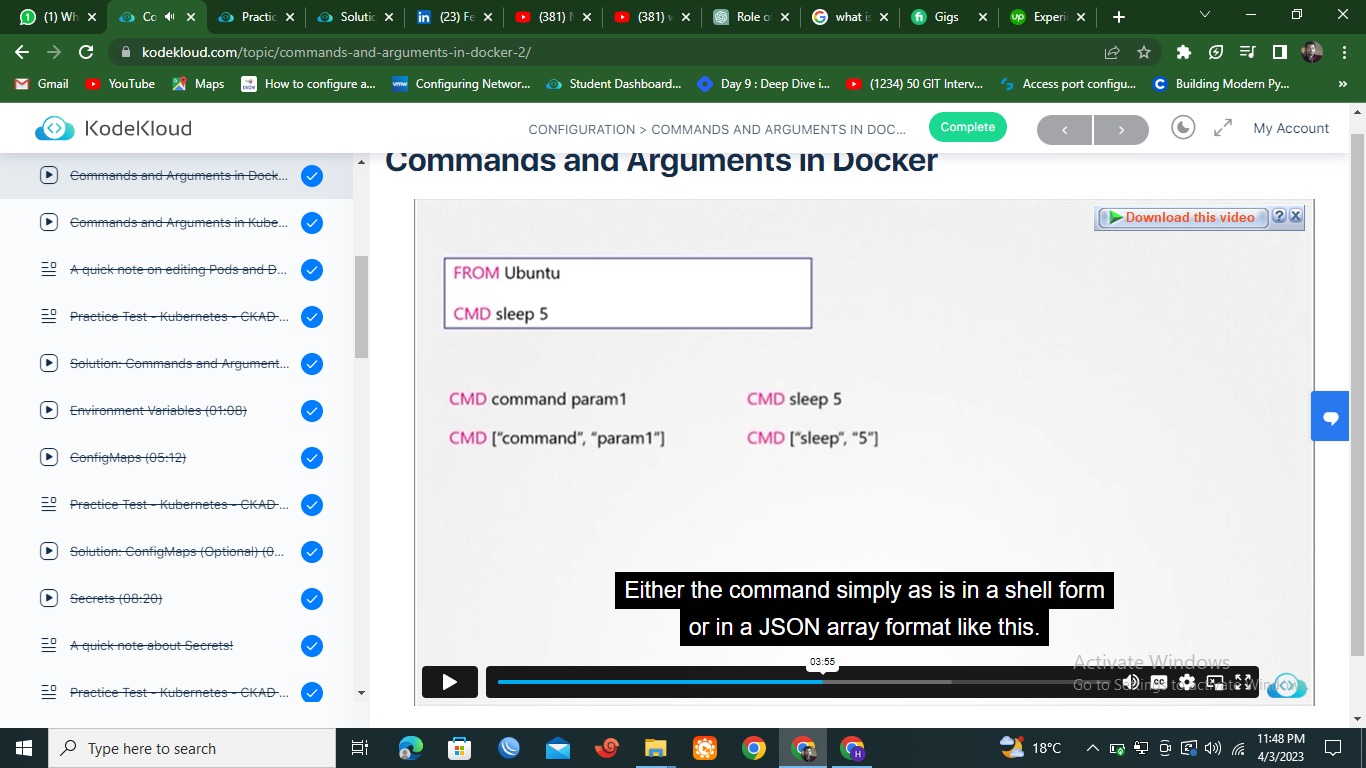 (1) Wh
Co
Practic
Solutic
(23) Fe
(381) N
(381) w
Role o
what is
Gigs
Experi
kodekloud.com/topic/commands-and-arguments-in-docker-2/
Gmail
YouTube
Maps
How to configure a...
Configuring Networ...
Student Dashboard...
Day 9 : Deep Dive i...
(1234) 50 GIT Interv...
Access port configu...
Building Modern Py...
KodeKloud
CONFIGURATION > COMMANDS AND ARGUMENTS IN DOC...
Complete
My Account
Commands and Arguments in Dock...
Commands and Arguments in Kube...
A quick note on editing Pods and D...
Practice Test - Kubernetes - CKAD ...
Solution: Commands and Argument...
Environment Variables (01:08)
ConfigMaps (05:12)
Practice Test - Kubernetes - CKAD ...
Solution: ConfigMaps (Optional) (0...
Secrets (08:20)
A quick note about Secrets!
Practice Test - Kubernetes - CKAD ...
Commands and Arguments in Docker
Download this video
FROM Ubuntu
CMD sleep 5
CMD command param1
CMD sleep 5
CMD ["command", "param1"]
CMD ["sleep", "5"]
Either the command simply as is in a shell form
or in a JSON array format like this.
03:55
Activate Windows
Go to Settings to activate Windows.
Type here to search
18°C
11:48 PM
4/3/2023